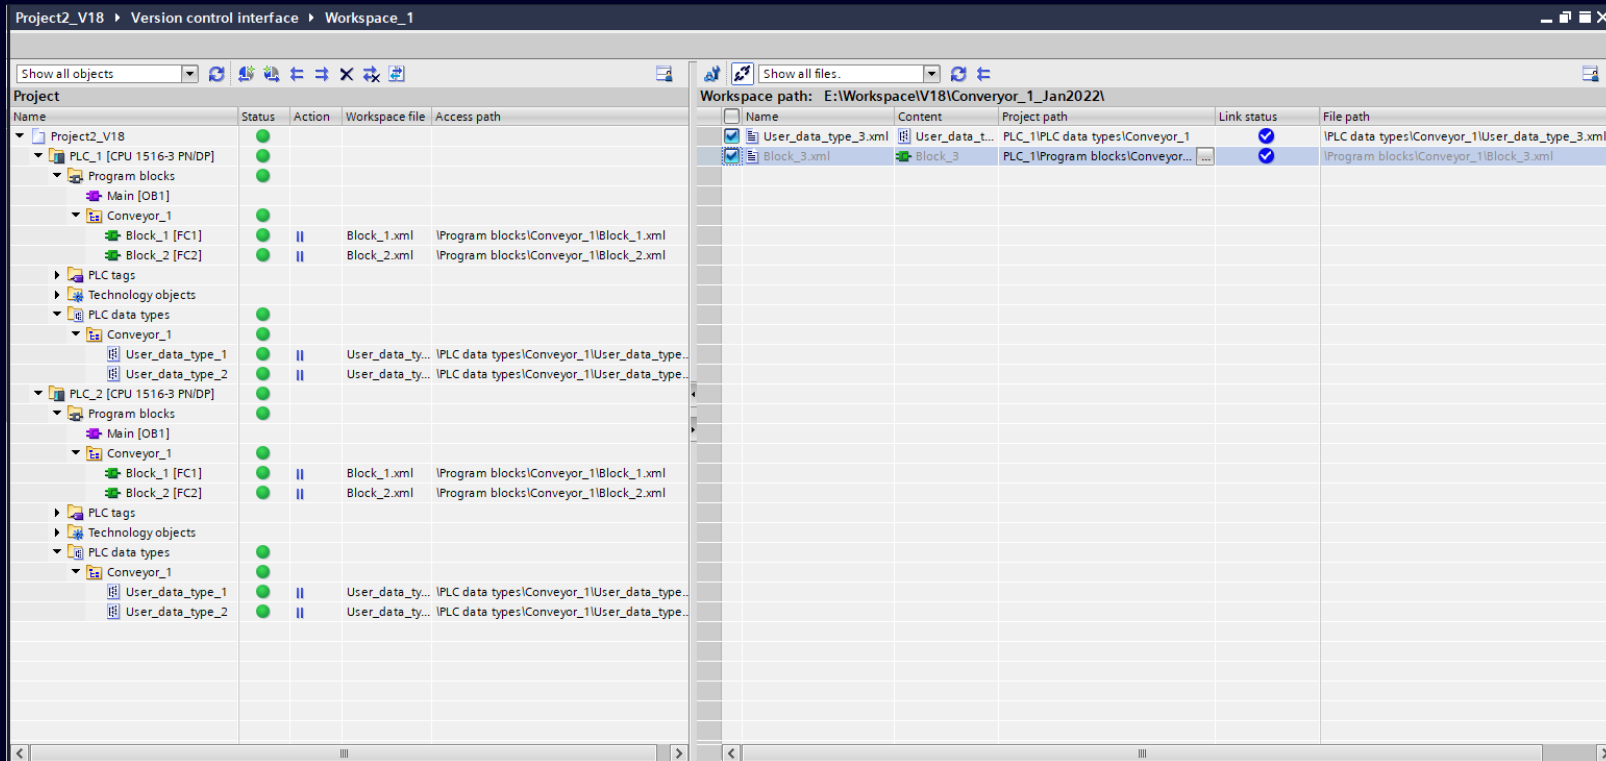 Project2_V18 ▸ Version control interface ▸ Workspace_1
Show all objects
Project
Name Status Action Workspace file Access path
Project2_V18
PLC_1 [CPU 1516-3 PN/DP]
Program blocks
Main [OB1]
Conveyor_1
Block_1 [FC1] Block_1.xml \Program blocks\Conveyor_1\Block_1.xml
Block_2 [FC2] Block_2.xml \Program blocks\Conveyor_1\Block_2.xml
PLC tags
Technology objects
PLC data types
Conveyor_1
User_data_type_1 User_data_ty... \PLC data types\Conveyor_1\User_data_type...
User_data_type_2 User_data_ty... \PLC data types\Conveyor_1\User_data_type...
PLC_2 [CPU 1516-3 PN/DP]
Program blocks
Main [OB1]
Conveyor_1
Block_1 [FC1] Block_1.xml \Program blocks\Conveyor_1\Block_1.xml
Block_2 [FC2] Block_2.xml \Program blocks\Conveyor_1\Block_2.xml
PLC tags
Technology objects
PLC data types
Conveyor_1
User_data_type_1 User_data_ty... \PLC data types\Conveyor_1\User_data_type...
User_data_type_2 User_data_ty... \PLC data types\Conveyor_1\User_data_type...
Show all files.
Workspace path: E:\Workspace\V18\Converyor_1_Jan2022\
Name Content Project path Link status File path
User_data_type_3.xml User_data_t... PLC_1\PLC data types\Conveyor_1 \PLC data types\Conveyor_1\User_data_type_3.xml
Block_3.xml Block_3 PLC_1\Program blocks\Conveyor... ... \Program blocks\Conveyor_1\Block_3.xml